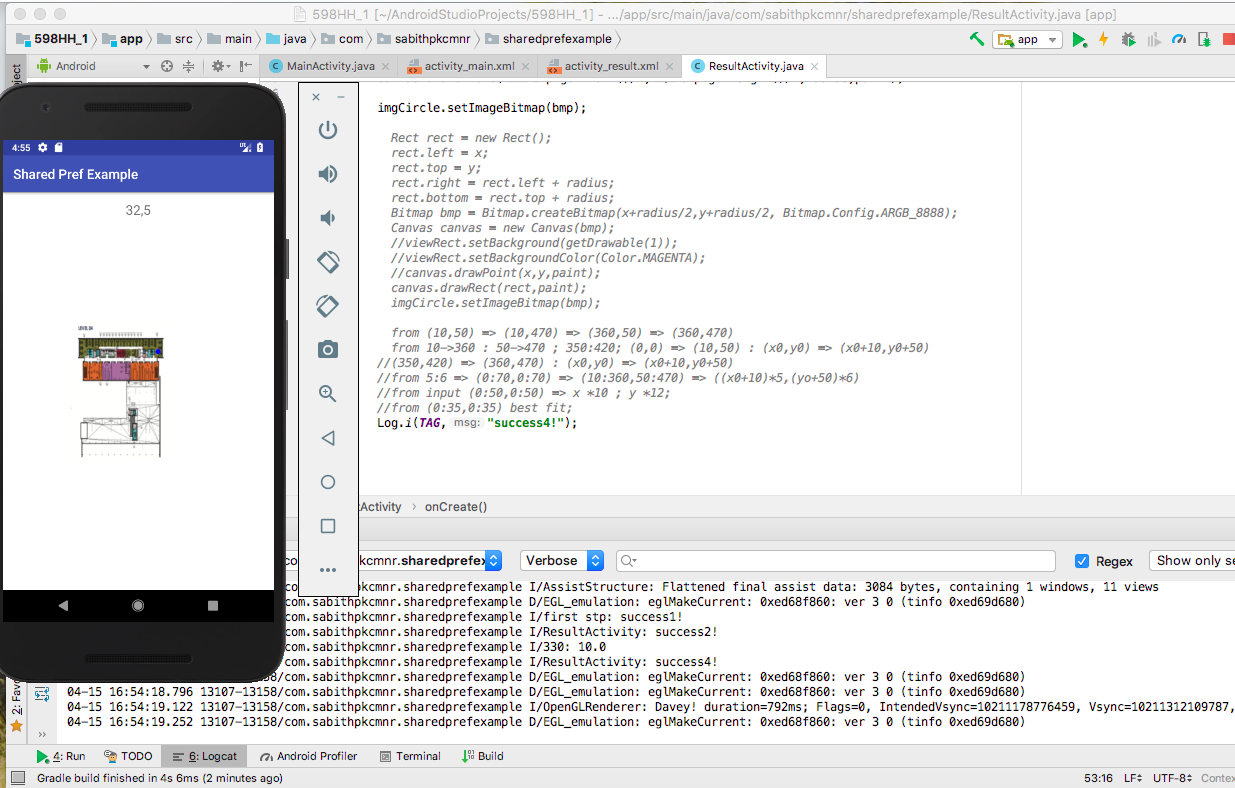 598HH_1 [~/AndroidStudioProjects/598HH_1] - .../app/src/main/java/com/sabithpkcmnr/sharedprefexample/ResultActivity.java [app]
598HH_1 app src main java com sabithpkcmnr sharedprefexample
app
Android
MainActivity.java activity_main.xml activity_result.xml ResultActivity.java
imgCircle.setImageBitmap(bmp);
Rect rect = new Rect();
rect.left = x;
rect.top = y;
rect.right = rect.left + radius;
rect.bottom = rect.top + radius;
Bitmap bmp = Bitmap.createBitmap(x+radius/2,y+radius/2, Bitmap.Config.ARGB_8888);
Canvas canvas = new Canvas(bmp);
//viewRect.setBackground(getDrawable(1));
//viewRect.setBackgroundColor(Color.MAGENTA);
//canvas.drawPoint(x,y,paint);
canvas.drawRect(rect,paint);
imgCircle.setImageBitmap(bmp);
from (10,50) => (10,470) => (360,50) => (360,470)
from 10->360 : 50->470 ; 350:420; (0,0) => (10,50) : (x0,y0) => (x0+10,y0+50)
//(350,420) => (360,470) : (x0,y0) => (x0+10,y0+50)
//from 5:6 => (0:70,0:70) => (10:360,50:470) => ((x0+10)*5,(yo+50)*6)
//from input (0:50,0:50) => x *10 ; y *12;
//from (0:35,0:35) best fit;
Log.i(TAG, msg: "success4!");
4:55
Shared Pref Example
32,5
tActivity › onCreate()
kcmnr.sharedprefex Verbose Regex Show only se
com.sabithpkcmnr.sharedprefexample I/AssistStructure: Flattened final assist data: 3084 bytes, containing 1 windows, 11 views
com.sabithpkcmnr.sharedprefexample D/EGL_emulation: eglMakeCurrent: 0xed68f860: ver 3 0 (tinfo 0xed69d680)
com.sabithpkcmnr.sharedprefexample I/first stp: success1!
com.sabithpkcmnr.sharedprefexample I/ResultActivity: success2!
com.sabithpkcmnr.sharedprefexample I/330: 10.0
com.sabithpkcmnr.sharedprefexample I/ResultActivity: success4!
158/com.sabithpkcmnr.sharedprefexample D/EGL_emulation: eglMakeCurrent: 0xed68f860: ver 3 0 (tinfo 0xed69d680)
04-15 16:54:18.796 13107-13158/com.sabithpkcmnr.sharedprefexample D/EGL_emulation: eglMakeCurrent: 0xed68f860: ver 3 0 (tinfo 0xed69d680)
04-15 16:54:19.122 13107-13158/com.sabithpkcmnr.sharedprefexample I/OpenGLRenderer: Davey! duration=792ms; Flags=0, IntendedVsync=10211178776459, Vsync=10211312109787,
04-15 16:54:19.252 13107-13158/com.sabithpkcmnr.sharedprefexample D/EGL_emulation: eglMakeCurrent: 0xed68f860: ver 3 0 (tinfo 0xed69d680)
2: Favo
4: Run TODO 6: Logcat Android Profiler Terminal Build
Gradle build finished in 4s 6ms (2 minutes ago) 53:16 LF UTF-8 Contex